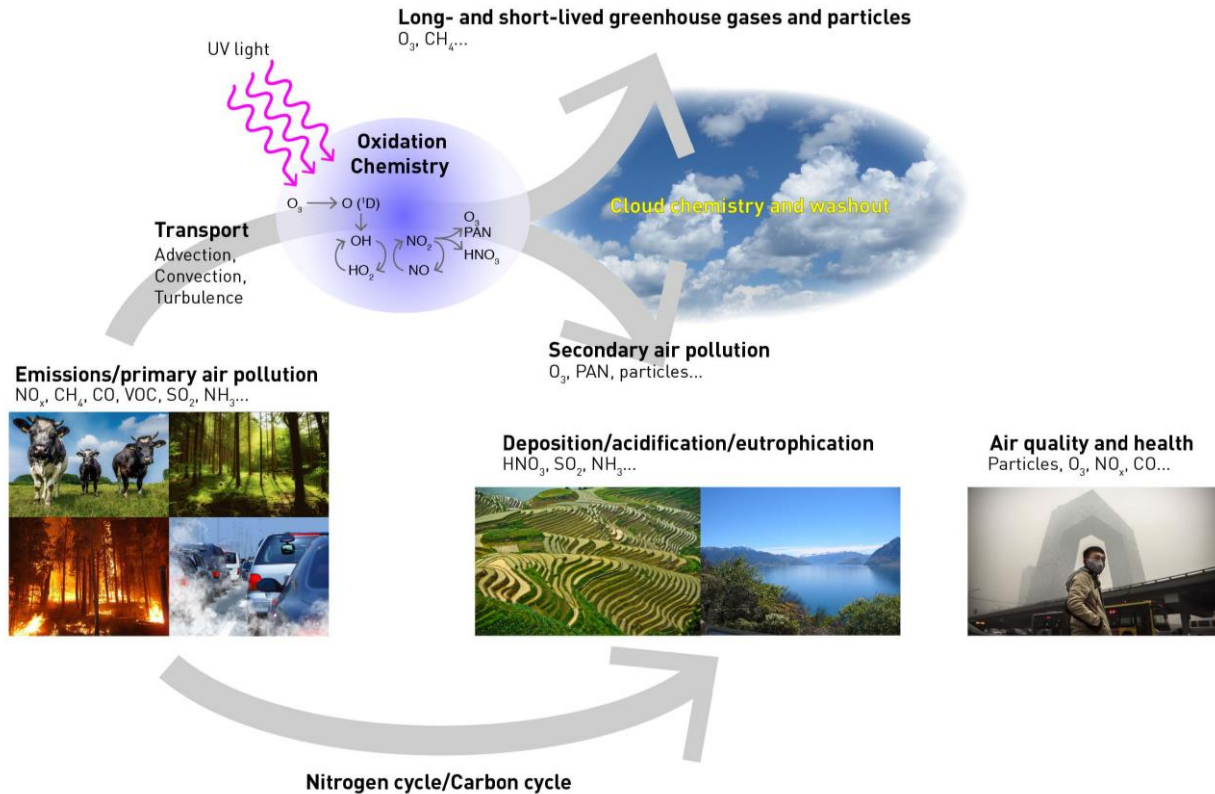 Long- and short-lived greenhouse gases and particles
O₃, CH₄...
UV light
Oxidation
Chemistry
O₃ O (¹D)
OH NO₂ O₃
PAN
HNO₃
HO₂ NO
Cloud chemistry and washout
Transport
Advection,
Convection,
Turbulence
Secondary air pollution
O₃, PAN, particles...
Emissions/primary air pollution
NOₓ, CH₄, CO, VOC, SO₂, NH₃...
Deposition/acidification/eutrophication
HNO₃, SO₂, NH₃...
Air quality and health
Particles, O₃, NOₓ, CO...
Nitrogen cycle/Carbon cycle